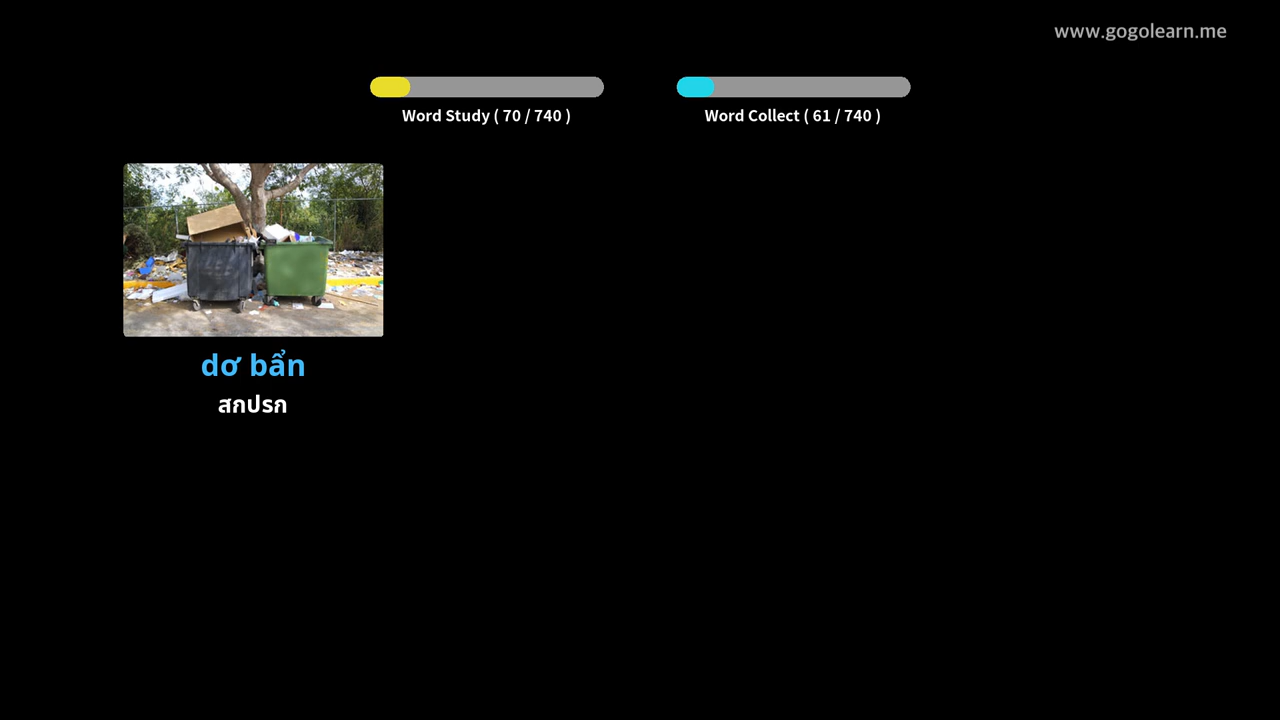 www.gogolearn.me
Word Study ( 70 / 740 )
Word Collect ( 61 / 740 )
dơ bẩn
สกปรก